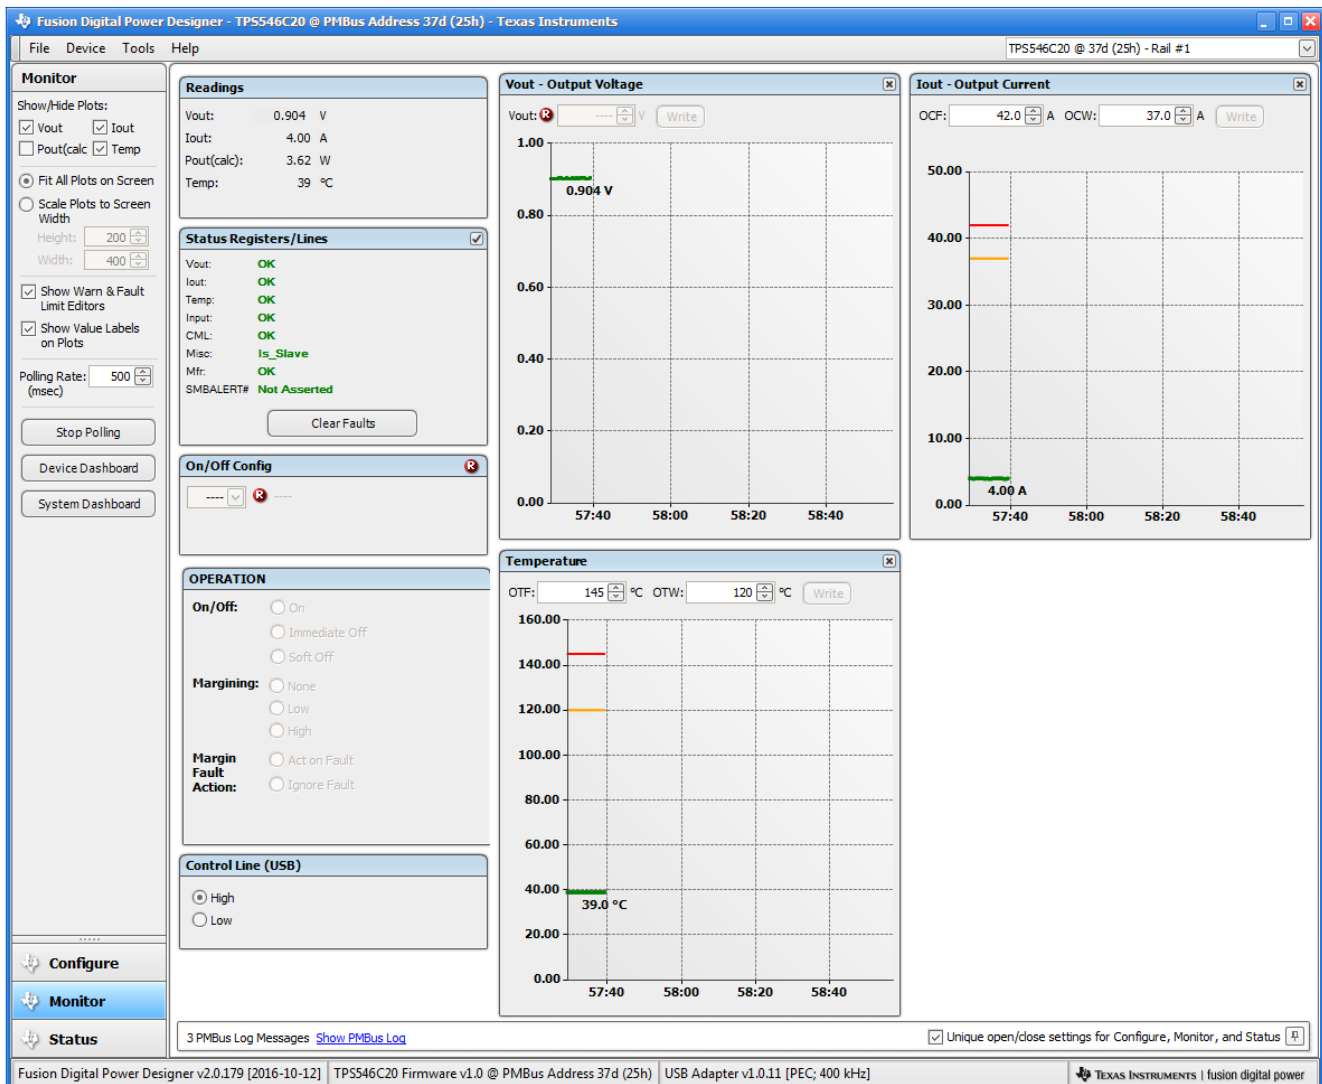 Fusion Digital Power Designer - TPS546C20 @ PMBus Address 37d (25h) - Texas Instruments
File Device Tools Help
TPS546C20 @ 37d (25h) - Rail #1
Monitor
Show/Hide Plots:
Vout Iout
Pout(calc Temp
Fit All Plots on Screen
Scale Plots to Screen
Width
Height: 200
Width: 400
Show Warn & Fault
Limit Editors
Show Value Labels
on Plots
Polling Rate: 500
(msec)
Stop Polling
Device Dashboard
System Dashboard
Configure
Monitor
Status
Readings
Vout: 0.904 V
Iout: 4.00 A
Pout(calc): 3.62 W
Temp: 39 ºC
Status Registers/Lines
Vout: OK
Iout: OK
Temp: OK
Input: OK
CML: OK
Misc: Is_Slave
Mfr: OK
SMBALERT# Not Asserted
Clear Faults
On/Off Config R
---- R ----
OPERATION
On/Off: On
Immediate Off
Soft Off
Margining: None
Low
High
Margin
Fault
Action:
Act on Fault
Ignore Fault
Control Line (USB)
High
Low
Vout - Output Voltage
Vout: R ---- V Write
1.00
0.904 V
0.80
0.60
0.40
0.20
0.00
57:40 58:00 58:20 58:40
Iout - Output Current
OCF: 42.0 A OCW: 37.0 A Write
50.00
40.00
30.00
20.00
10.00
4.00 A
0.00
57:40 58:00 58:20 58:40
Temperature
OTF: 145 ºC OTW: 120 ºC Write
160.00
140.00
120.00
100.00
80.00
60.00
40.00
39.0 ºC
20.00
0.00
57:40 58:00 58:20 58:40
3 PMBus Log Messages Show PMBus Log
Unique open/close settings for Configure, Monitor, and Status
Fusion Digital Power Designer v2.0.179 [2016-10-12] TPS546C20 Firmware v1.0 @ PMBus Address 37d (25h) USB Adapter v1.0.11 [PEC; 400 kHz] TEXAS INSTRUMENTS | fusion digital power